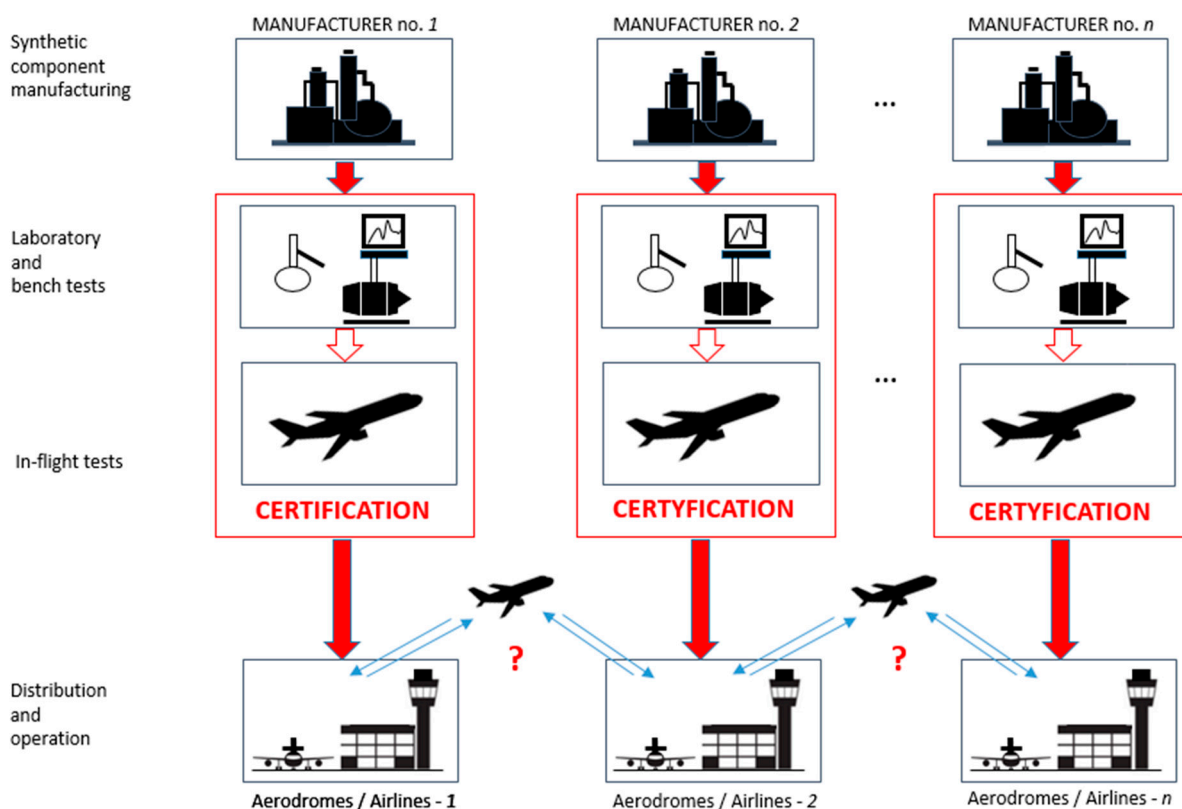 MANUFACTURER no. 1
MANUFACTURER no. 2
MANUFACTURER no. n
Synthetic
component
manufacturing
...
Laboratory
and
bench tests
...
In-flight tests
CERTIFICATION
CERTYFICATION
CERTYFICATION
?
?
Distribution
and
operation
Aerodromes / Airlines - 1
Aerodromes / Airlines - 2
Aerodromes / Airlines - n